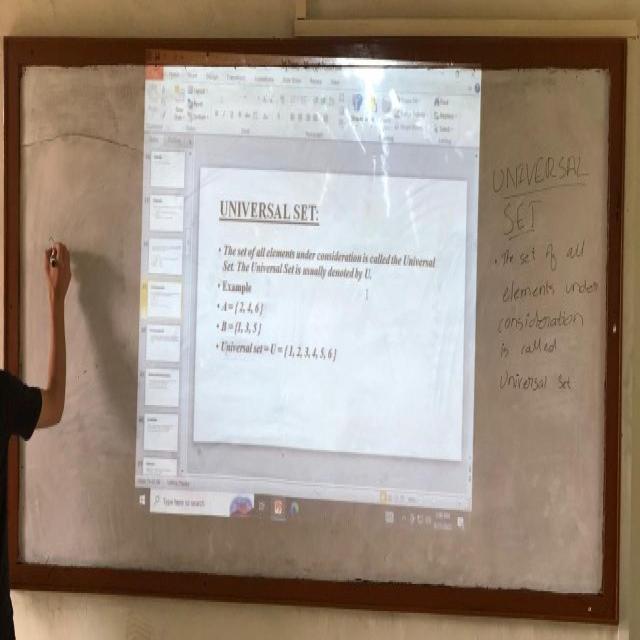 UNIVERSAL SET:
• The set of all elements under consideration is called the Universal
Set. The Universal Set is usually denoted by U.
• Example
• A = {2, 4, 6}
• B = {1, 3, 5}
• Universal set = U = {1, 2, 3, 4, 5, 6}
Type here to search
UNIVERSAL
SET
. The set of all
elements under
consideration
is called
Universal Set